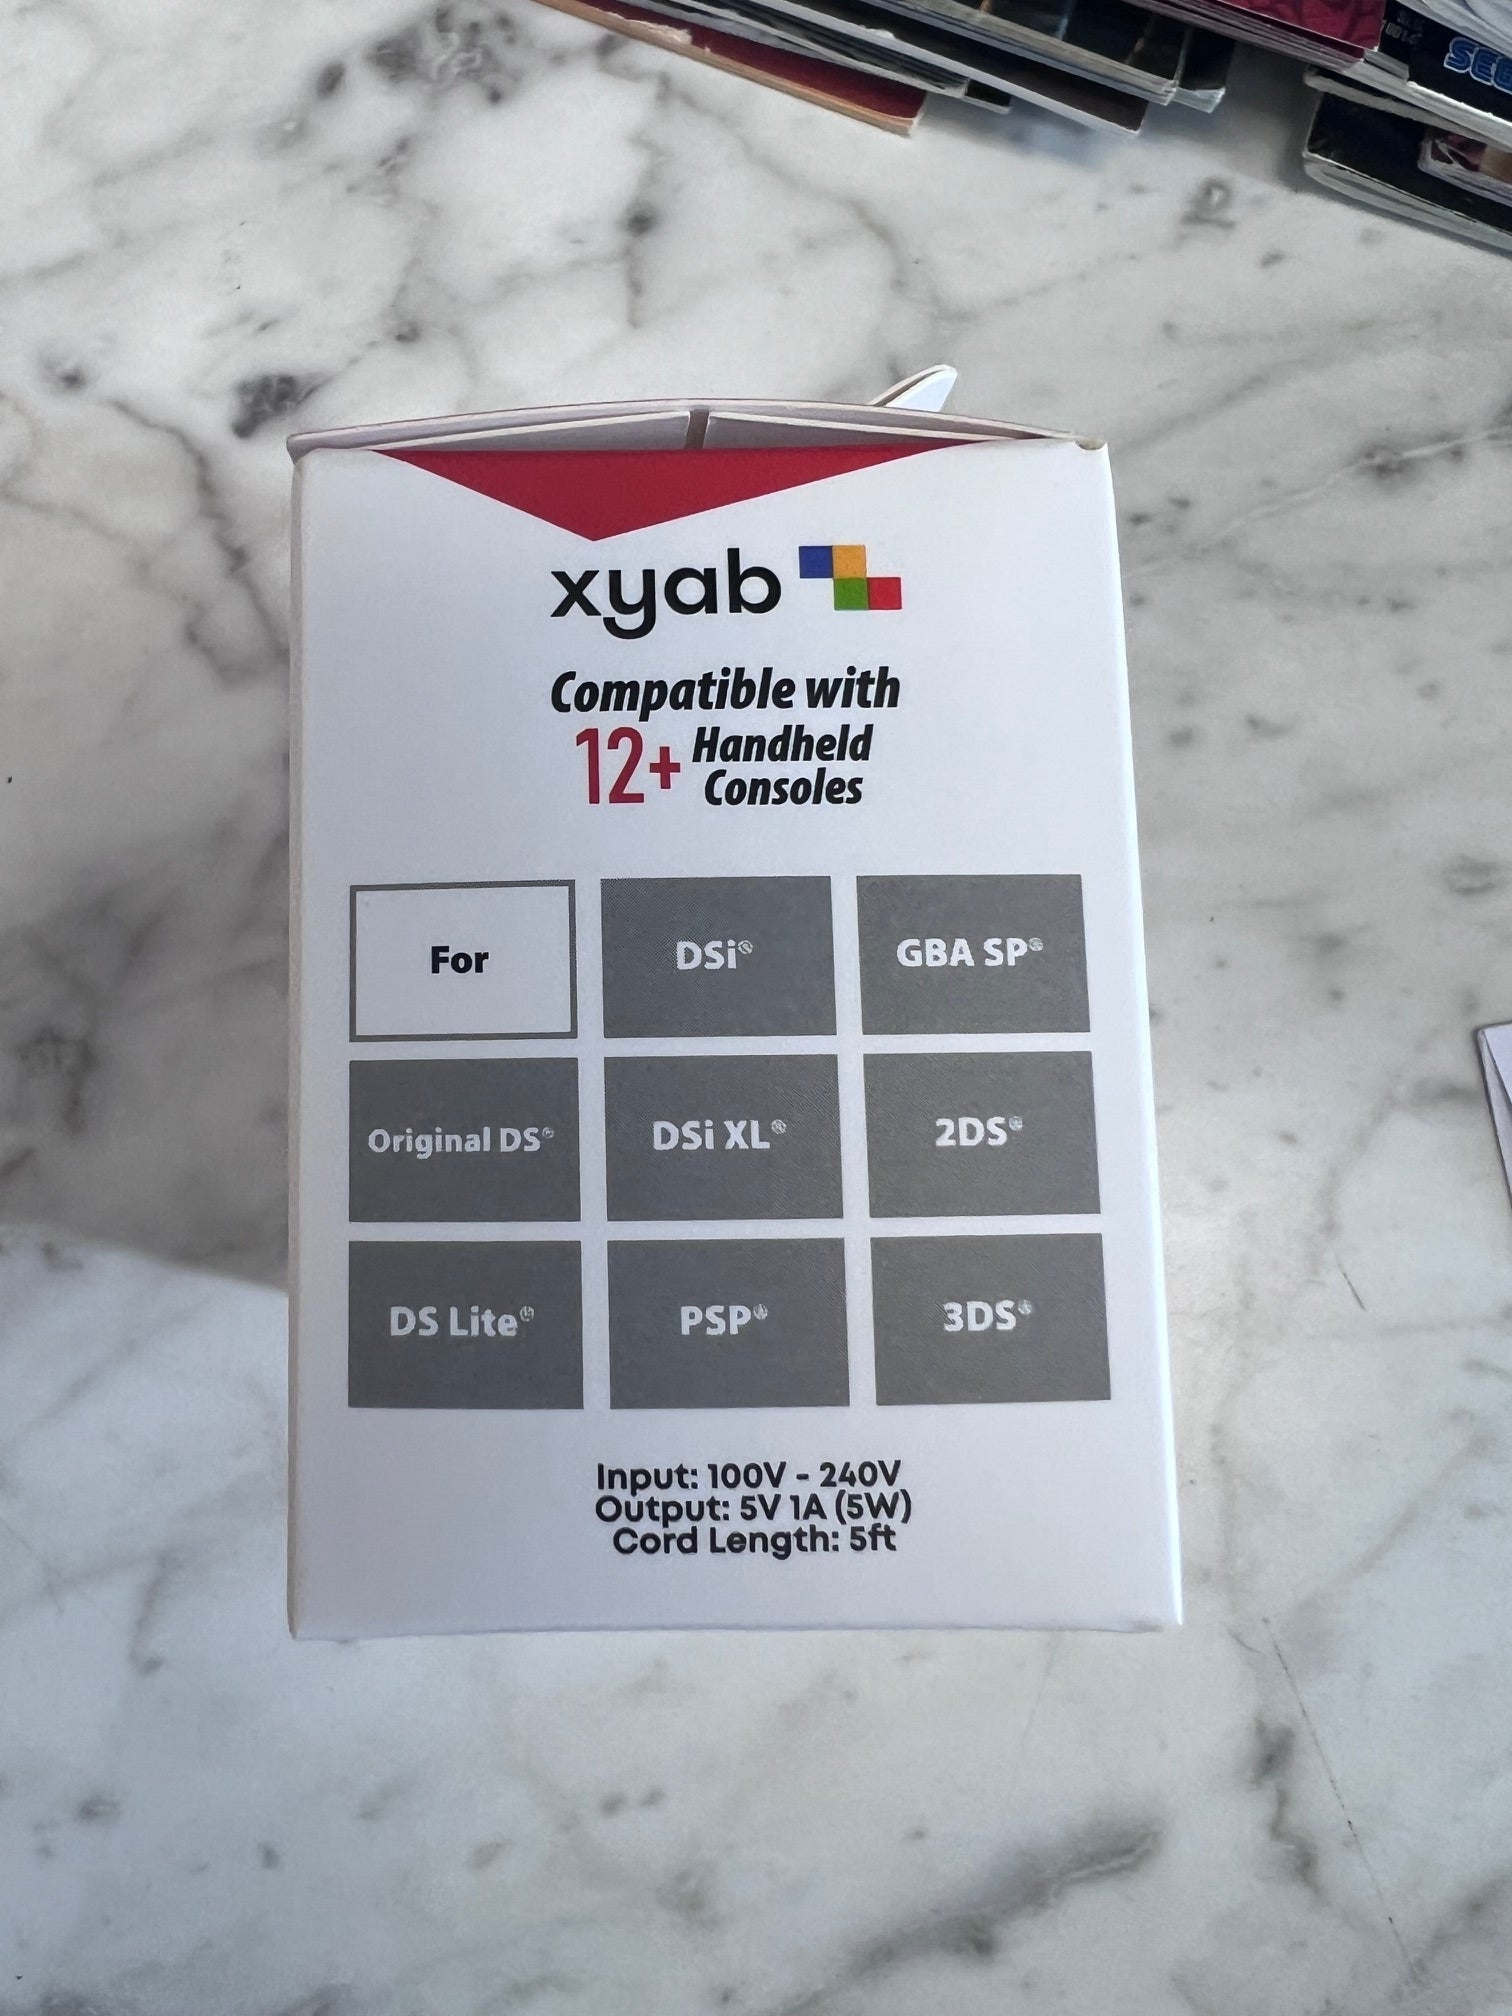 SEG
xyab
Compatible with
12+ Handheld
Consoles
For
DSi®
GBA SP®
Original DS®
DSi XL®
2DS®
DS Lite®
PSP®
3DS®
Input: 100V - 240V
Output: 5V 1A (5W)
Cord Length: 5ft